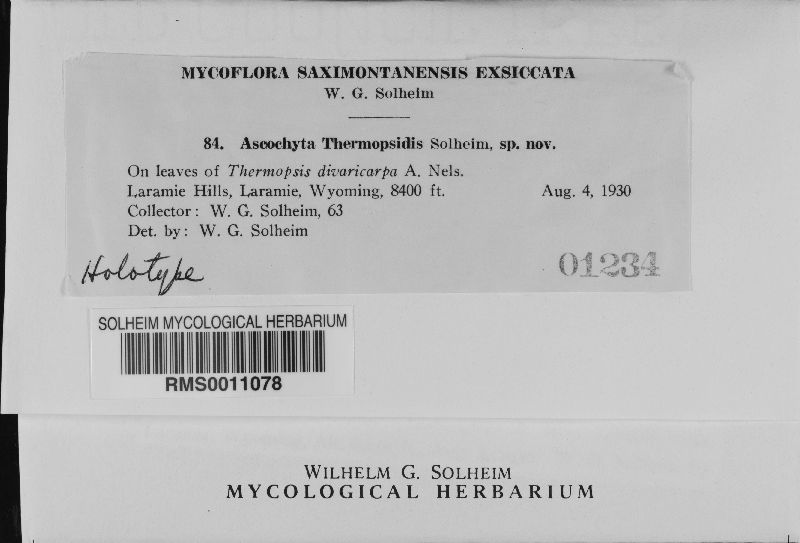 MYCOFLORA SAXIMONTANENSIS EXSICCATA
W. G. Solheim
84. Ascochyta Thermopsidis Solheim, sp. nov.
On leaves of Thermopsis divaricarpa A. Nels.
Laramie Hills, Laramie, Wyoming, 8400 ft. Aug. 4, 1930
Collector: W. G. Solheim, 63
Det. by: W. G. Solheim
Holotype 01234
SOLHEIM MYCOLOGICAL HERBARIUM
RMS0011078
WILHELM G. SOLHEIM
MYCOLOGICAL HERBARIUM